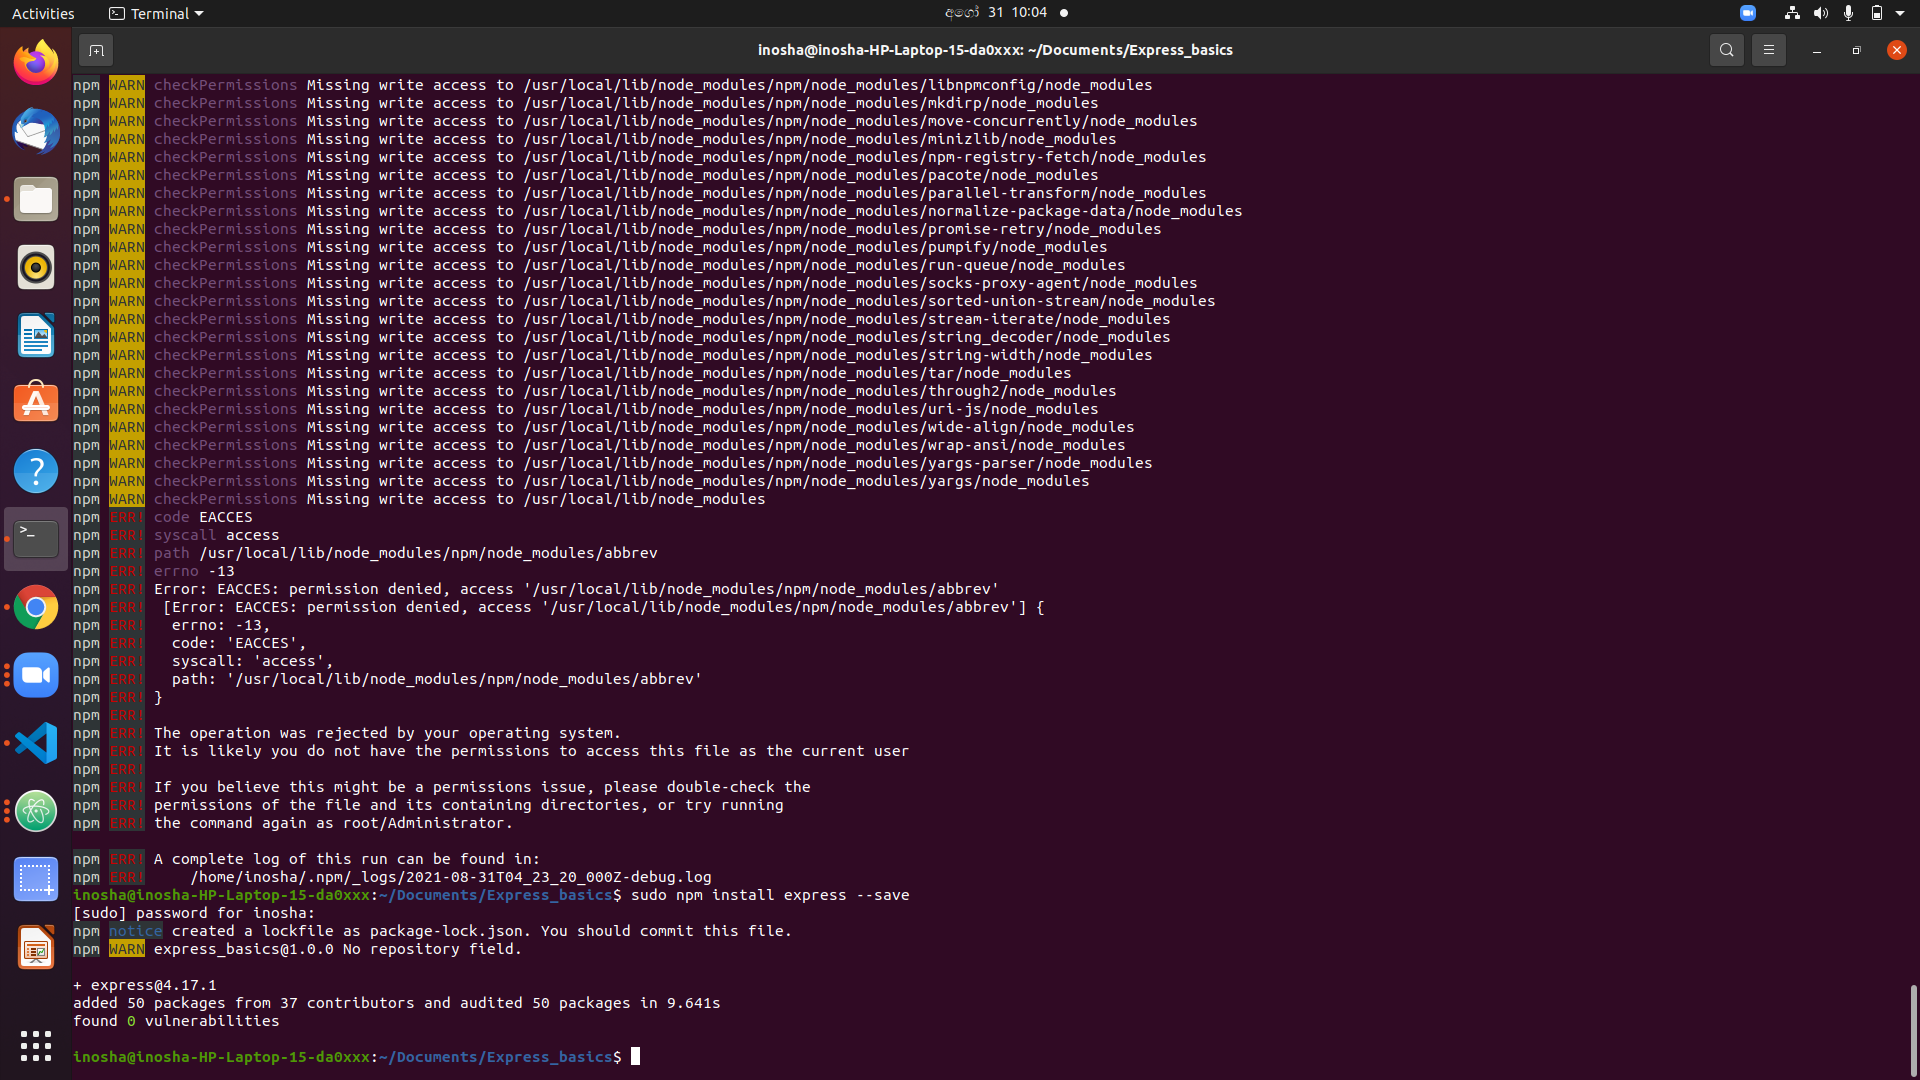 Activities
Terminal
අගෝ 31 10:04
inosha@inosha-HP-Laptop-15-da0xxx: ~/Documents/Express_basics
npm WARN checkPermissions Missing write access to /usr/local/lib/node_modules/npm/node_modules/libnpmconfig/node_modules
npm WARN checkPermissions Missing write access to /usr/local/lib/node_modules/npm/node_modules/mkdirp/node_modules
npm WARN checkPermissions Missing write access to /usr/local/lib/node_modules/npm/node_modules/move-concurrently/node_modules
npm WARN checkPermissions Missing write access to /usr/local/lib/node_modules/npm/node_modules/minizlib/node_modules
npm WARN checkPermissions Missing write access to /usr/local/lib/node_modules/npm/node_modules/npm-registry-fetch/node_modules
npm WARN checkPermissions Missing write access to /usr/local/lib/node_modules/npm/node_modules/pacote/node_modules
npm WARN checkPermissions Missing write access to /usr/local/lib/node_modules/npm/node_modules/parallel-transform/node_modules
npm WARN checkPermissions Missing write access to /usr/local/lib/node_modules/npm/node_modules/normalize-package-data/node_modules
npm WARN checkPermissions Missing write access to /usr/local/lib/node_modules/npm/node_modules/promise-retry/node_modules
npm WARN checkPermissions Missing write access to /usr/local/lib/node_modules/npm/node_modules/pumpify/node_modules
npm WARN checkPermissions Missing write access to /usr/local/lib/node_modules/npm/node_modules/run-queue/node_modules
npm WARN checkPermissions Missing write access to /usr/local/lib/node_modules/npm/node_modules/socks-proxy-agent/node_modules
npm WARN checkPermissions Missing write access to /usr/local/lib/node_modules/npm/node_modules/sorted-union-stream/node_modules
npm WARN checkPermissions Missing write access to /usr/local/lib/node_modules/npm/node_modules/stream-iterate/node_modules
npm WARN checkPermissions Missing write access to /usr/local/lib/node_modules/npm/node_modules/string_decoder/node_modules
npm WARN checkPermissions Missing write access to /usr/local/lib/node_modules/npm/node_modules/string-width/node_modules
npm WARN checkPermissions Missing write access to /usr/local/lib/node_modules/npm/node_modules/tar/node_modules
npm WARN checkPermissions Missing write access to /usr/local/lib/node_modules/npm/node_modules/through2/node_modules
npm WARN checkPermissions Missing write access to /usr/local/lib/node_modules/npm/node_modules/uri-js/node_modules
npm WARN checkPermissions Missing write access to /usr/local/lib/node_modules/npm/node_modules/wide-align/node_modules
npm WARN checkPermissions Missing write access to /usr/local/lib/node_modules/npm/node_modules/wrap-ansi/node_modules
npm WARN checkPermissions Missing write access to /usr/local/lib/node_modules/npm/node_modules/yargs-parser/node_modules
npm WARN checkPermissions Missing write access to /usr/local/lib/node_modules/npm/node_modules/yargs/node_modules
npm WARN checkPermissions Missing write access to /usr/local/lib/node_modules
npm ERR! code EACCES
npm ERR! syscall access
npm ERR! path /usr/local/lib/node_modules/npm/node_modules/abbrev
npm ERR! errno -13
npm ERR! Error: EACCES: permission denied, access '/usr/local/lib/node_modules/npm/node_modules/abbrev'
npm ERR!  [Error: EACCES: permission denied, access '/usr/local/lib/node_modules/npm/node_modules/abbrev'] {
npm ERR!   errno: -13,
npm ERR!   code: 'EACCES',
npm ERR!   syscall: 'access',
npm ERR!   path: '/usr/local/lib/node_modules/npm/node_modules/abbrev'
npm ERR! }
npm ERR!
npm ERR! The operation was rejected by your operating system.
npm ERR! It is likely you do not have the permissions to access this file as the current user
npm ERR!
npm ERR! If you believe this might be a permissions issue, please double-check the
npm ERR! permissions of the file and its containing directories, or try running
npm ERR! the command again as root/Administrator.
npm ERR! A complete log of this run can be found in:
npm ERR!     /home/inosha/.npm/_logs/2021-08-31T04_23_20_000Z-debug.log
inosha@inosha-HP-Laptop-15-da0xxx:~/Documents/Express_basics$ sudo npm install express --save
[sudo] password for inosha:
npm notice created a lockfile as package-lock.json. You should commit this file.
npm WARN express_basics@1.0.0 No repository field.
+ express@4.17.1
added 50 packages from 37 contributors and audited 50 packages in 9.641s
found 0 vulnerabilities
inosha@inosha-HP-Laptop-15-da0xxx:~/Documents/Express_basics$